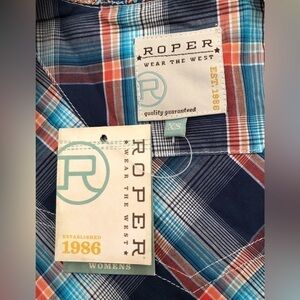 ROPER
★ WEAR THE WEST ★
R
EST. 1986
quality guaranteed
XS
R
ROPER
★ WEAR THE WEST ★
ESTABLISHED
1986
WOMENS